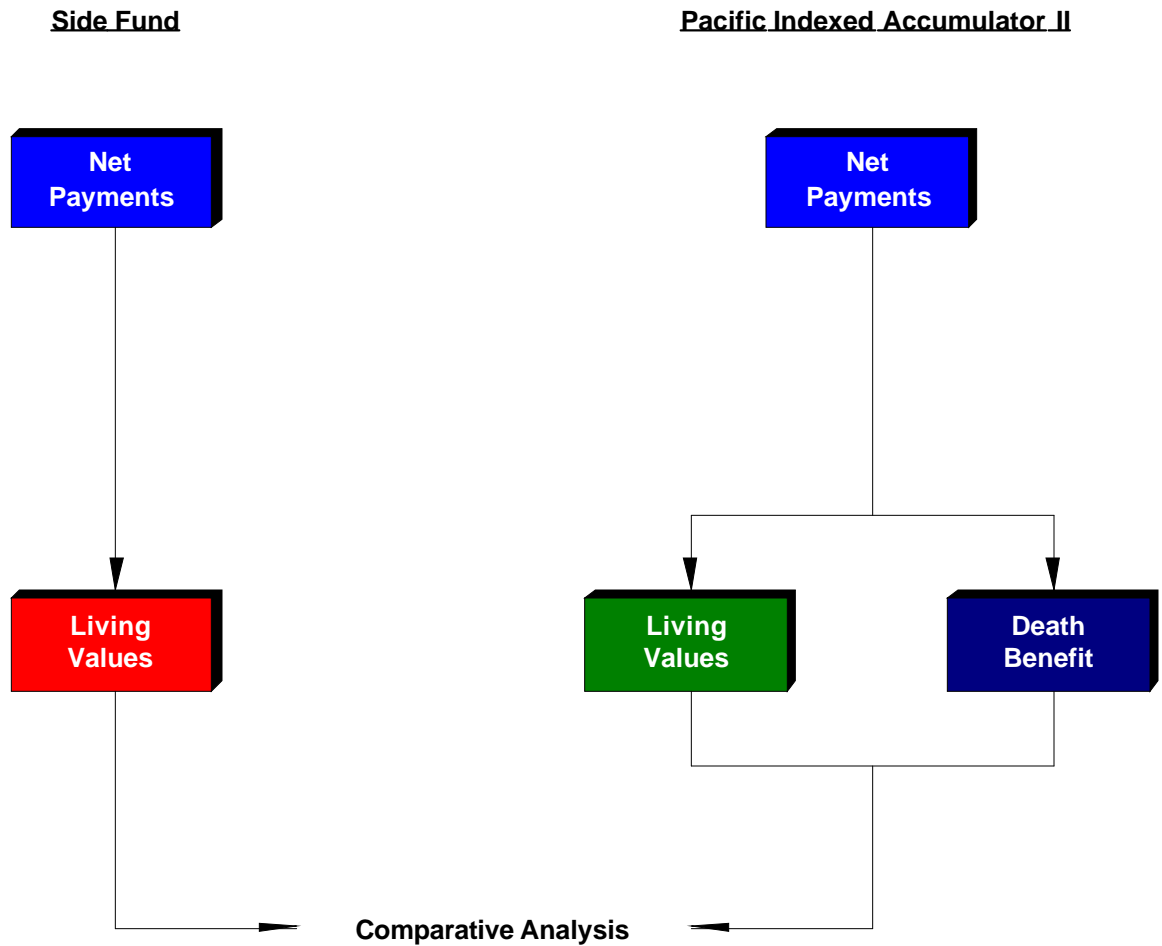 Side Fund
Pacific Indexed Accumulator II
Net
Payments
Net
Payments
Living
Values
Living
Values
Death
Benefit
Comparative Analysis